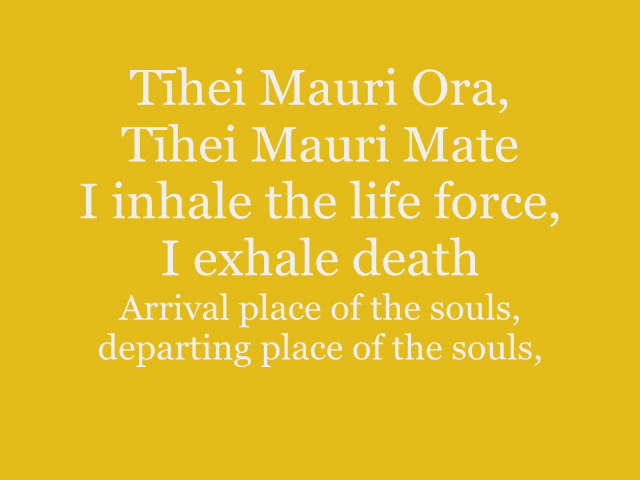 Tīhei Mauri Ora,
Tīhei Mauri Mate
I inhale the life force,
I exhale death
Arrival place of the souls,
departing place of the souls,